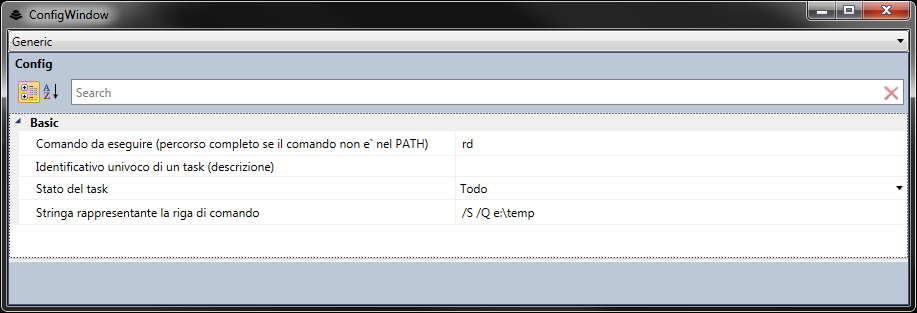 ConfigWindow
Generic
Config
Search
Basic
Comando da eseguire (percorso completo se il comando non e` nel PATH) rd
Identificativo univoco di un task (descrizione)
Stato del task Todo
Stringa rappresentante la riga di comando /S /Q e:\temp